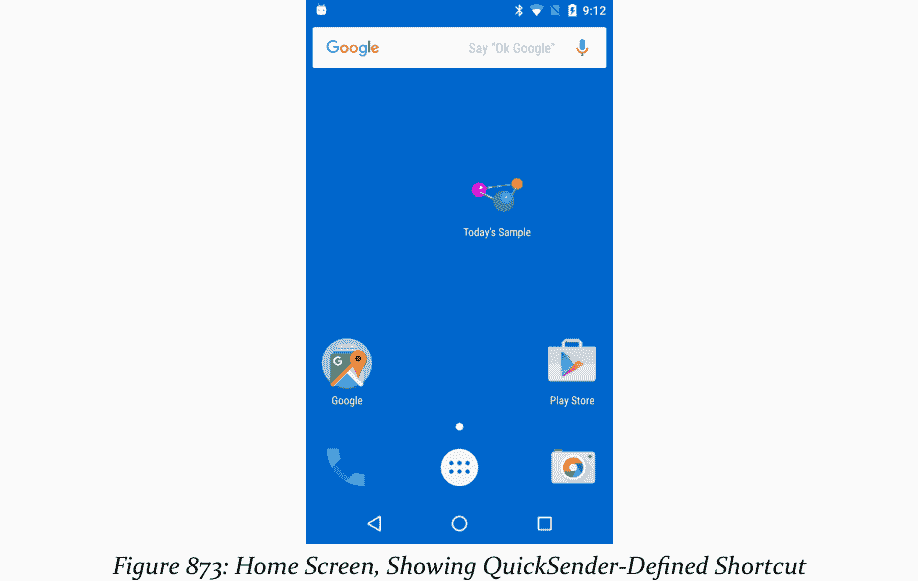 9:12
Google Say "Ok Google"
Today's Sample
G
Google Play Store
Figure 873: Home Screen, Showing QuickSender-Defined Shortcut